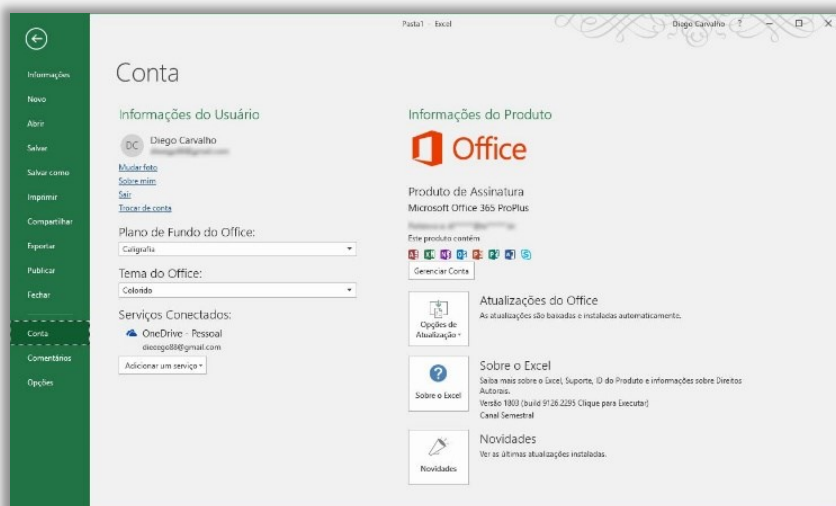 Pasta1 - Excel
Diego Carvalho ?
Informações
Novo
Abrir
Salvar
Salvar como
Imprimir
Compartilhar
Exportar
Publicar
Fechar
Conta
Comentários
Opções
Conta
Informações do Usuário
DC
Diego Carvalho
Mudar foto
Sobre mim
Sair
Trocar de conta
Plano de Fundo do Office:
Caligrafia
Tema do Office:
Colorido
Serviços Conectados:
OneDrive - Pessoal
diecego88@gmail.com
Adicionar um serviço
Informações do Produto
Office
Produto de Assinatura
Microsoft Office 365 ProPlus
Este produto contém
Gerenciar Conta
Opções de
Atualização
Atualizações do Office
As atualizações são baixadas e instaladas automaticamente.
Sobre o Excel
Sobre o Excel
Saiba mais sobre o Excel, Suporte, ID do Produto e informações sobre Direitos
Autorais.
Versão 1803 (build 9126.2295 Clique para Executar)
Canal Semestral
Novidades
Novidades
Ver as últimas atualizações instaladas.